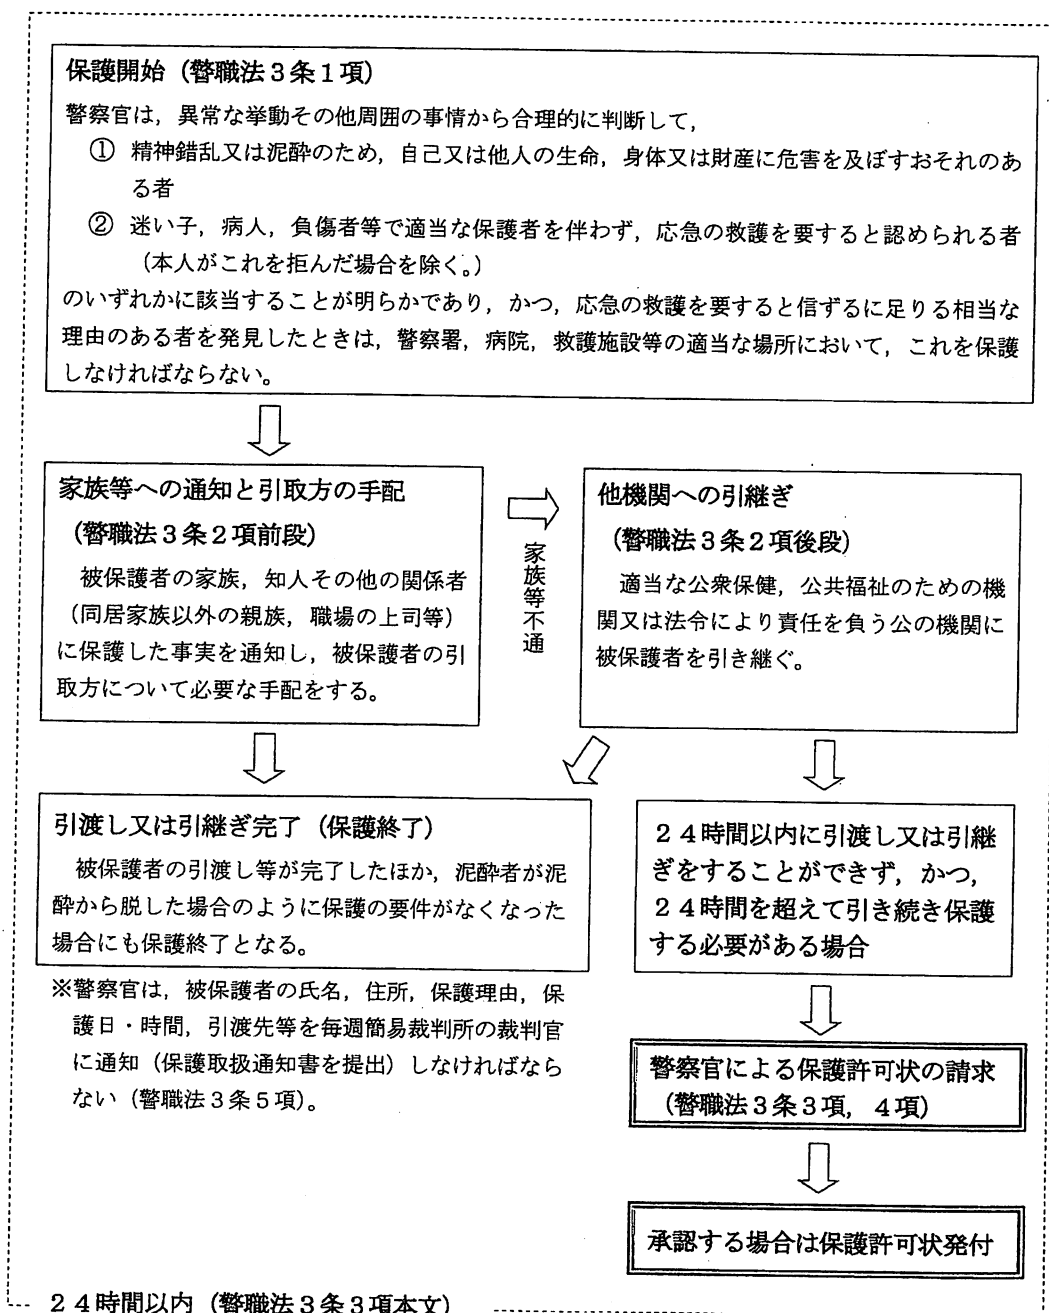 保護開始（警職法３条１項）
警察官は，異常な挙動その他周囲の事情から合理的に判断して，
① 精神錯乱又は泥酔のため，自己又は他人の生命，身体又は財産に危害を及ぼすおそれのあ
る者
② 迷い子，病人，負傷者等で適当な保護者を伴わず，応急の救護を要すると認められる者
（本人がこれを拒んだ場合を除く。）
のいずれかに該当することが明らかであり，かつ，応急の救護を要すると信ずるに足りる相当な
理由のある者を発見したときは，警察署，病院，救護施設等の適当な場所において，これを保護
しなければならない。
家族等への通知と引取方の手配
（警職法３条２項前段）
被保護者の家族，知人その他の関係者
（同居家族以外の親族，職場の上司等）
に保護した事実を通知し，被保護者の引
取方について必要な手配をする。
家族等不通
他機関への引継ぎ
（警職法３条２項後段）
適当な公衆保健，公共福祉のための機
関又は法令により責任を負う公の機関に
被保護者を引き継ぐ。
引渡し又は引継ぎ完了（保護終了）
被保護者の引渡し等が完了したほか，泥酔者が泥
酔から脱した場合のように保護の要件がなくなった
場合にも保護終了となる。
※警察官は，被保護者の氏名，住所，保護理由，保
護日・時間，引渡先等を毎週簡易裁判所の裁判官
に通知（保護取扱通知書を提出）しなければなら
ない（警職法３条５項）。
２４時間以内に引渡し又は引継
ぎをすることができず，かつ，
２４時間を超えて引き続き保護
する必要がある場合
警察官による保護許可状の請求
（警職法３条３項，４項）
承認する場合は保護許可状発付
２４時間以内（警職法３条３項本文）